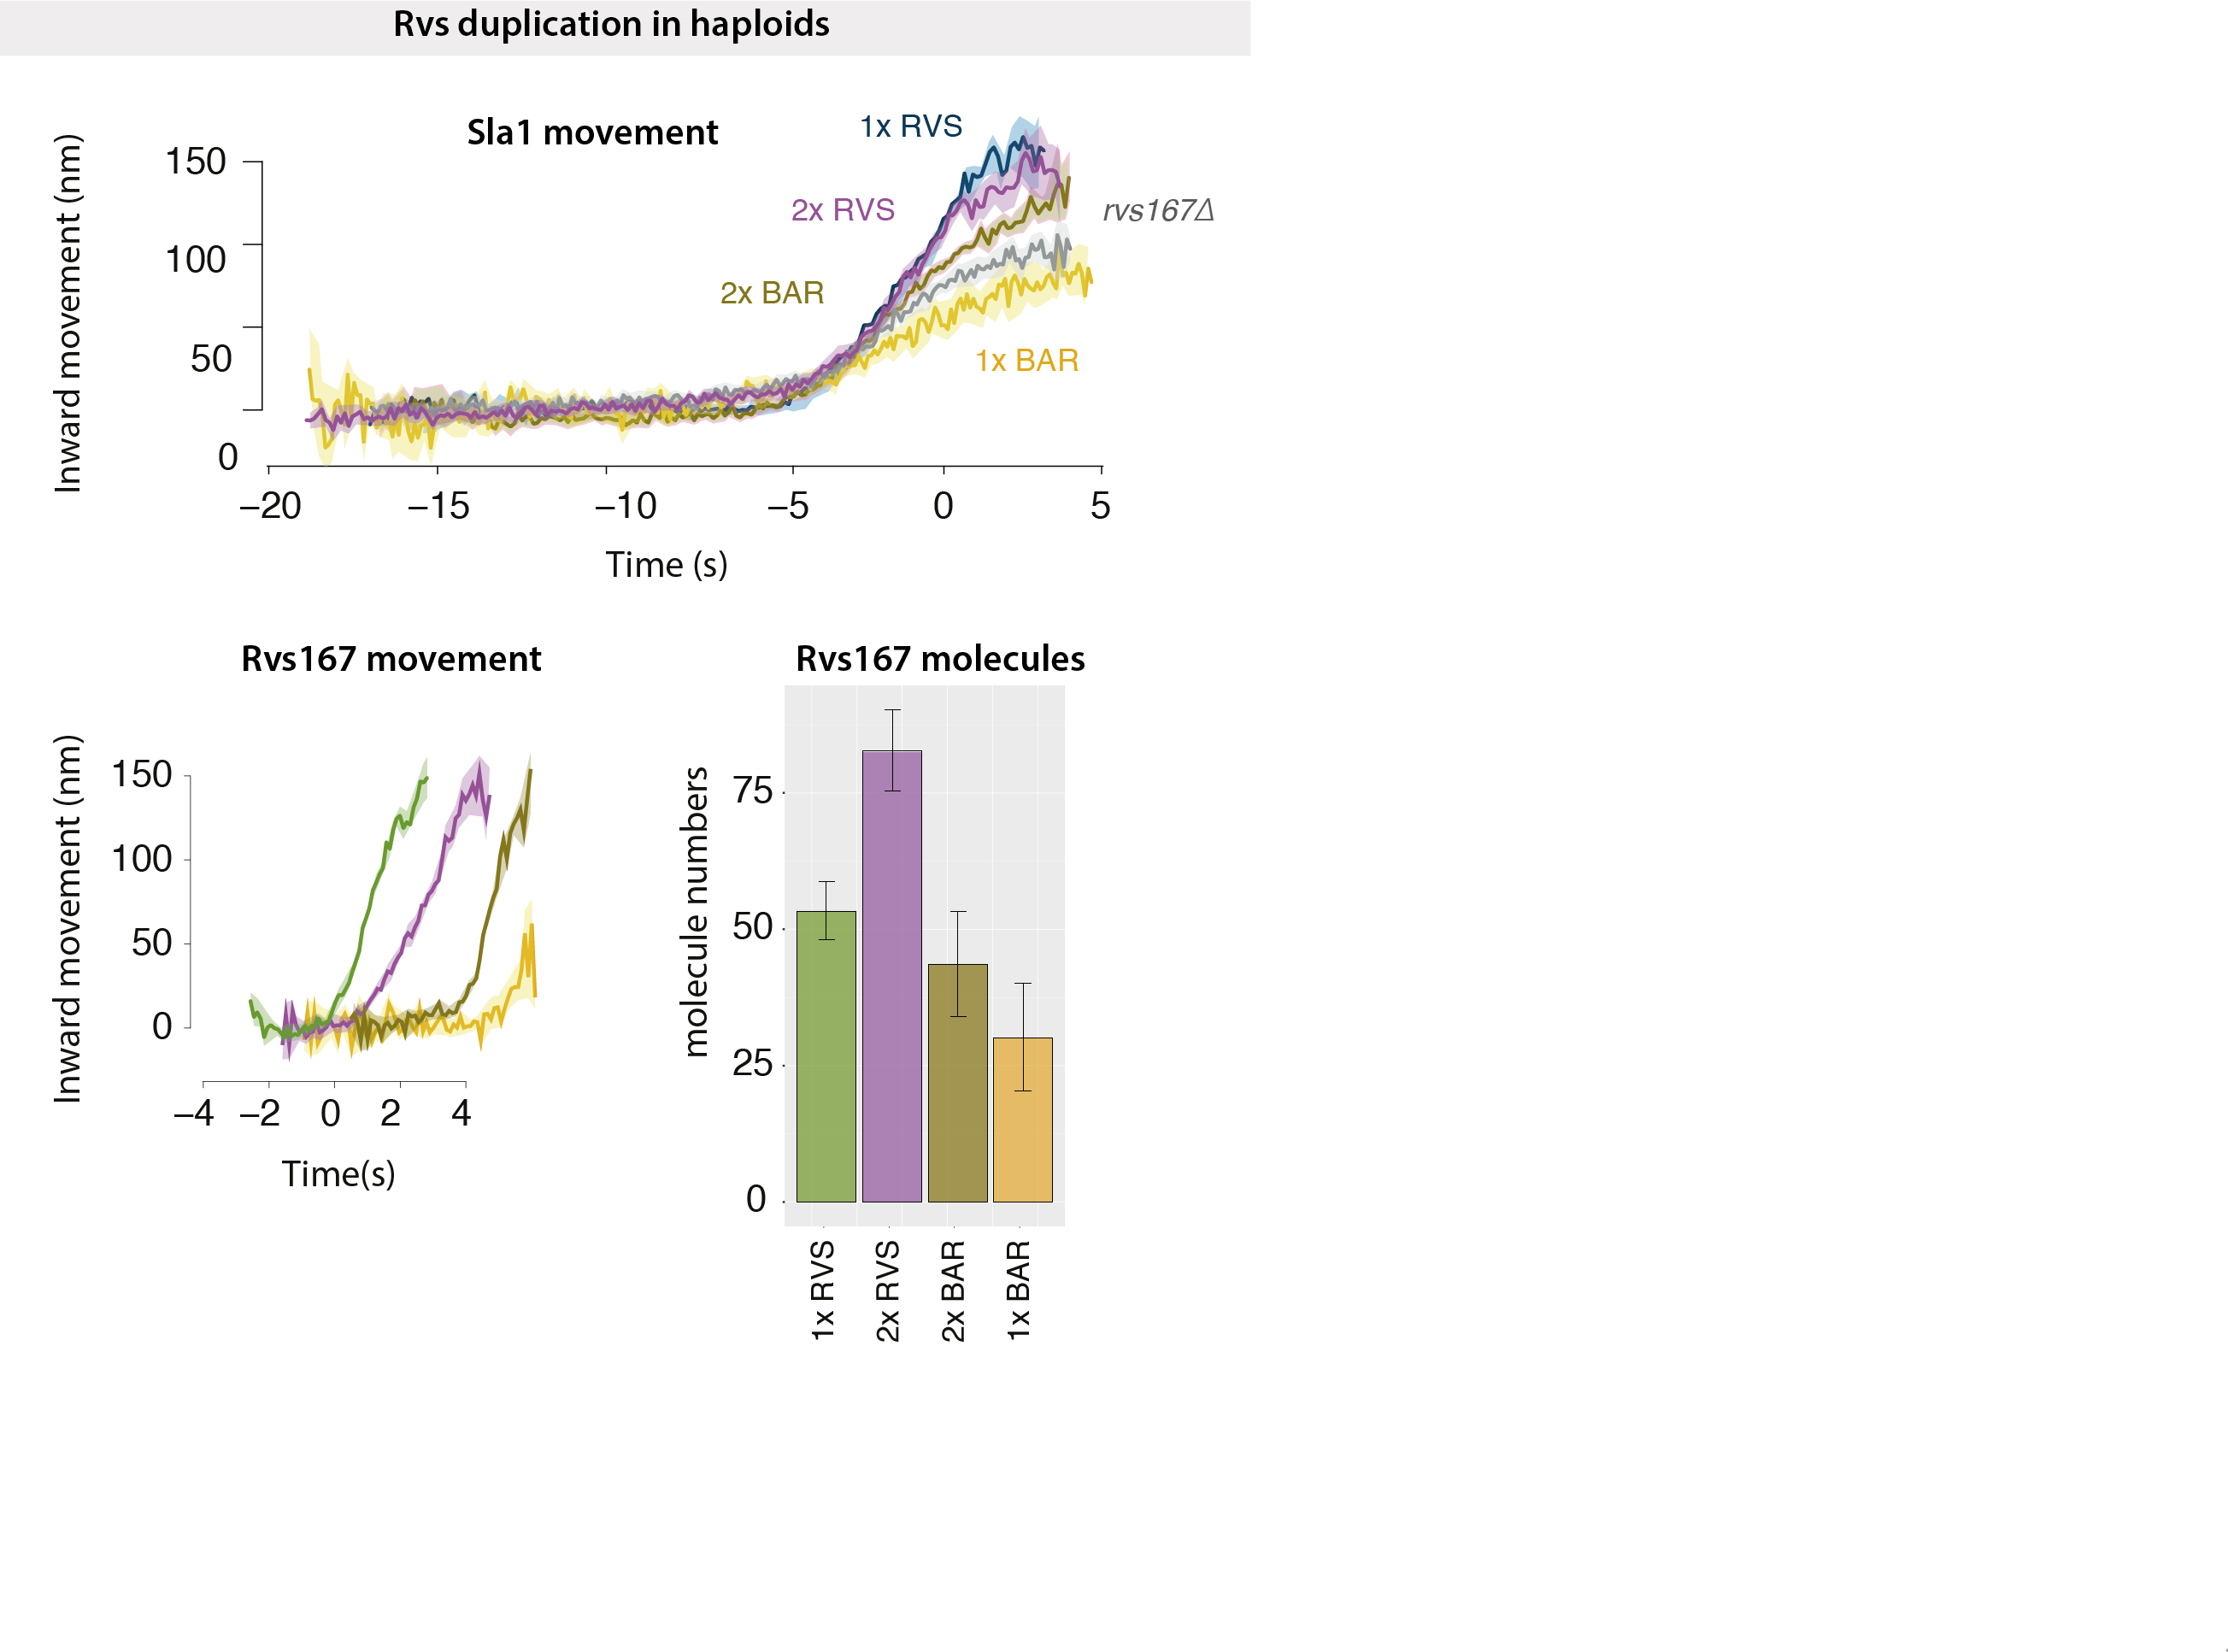 Rvs duplication in haploids
Sla1 movement
Inward movement (nm)
150
100
50
0
1x RVS
2x RVS
rvs167Δ
2x BAR
1x BAR
−20 −15 −10 −5 0 5
Time (s)
Rvs167 movement
Inward movement (nm)
150
100
50
0
−4 −2 0 2 4
Time(s)
Rvs167 molecules
molecule numbers
75
50
25
0
1x RVS
2x RVS
2x BAR
1x BAR